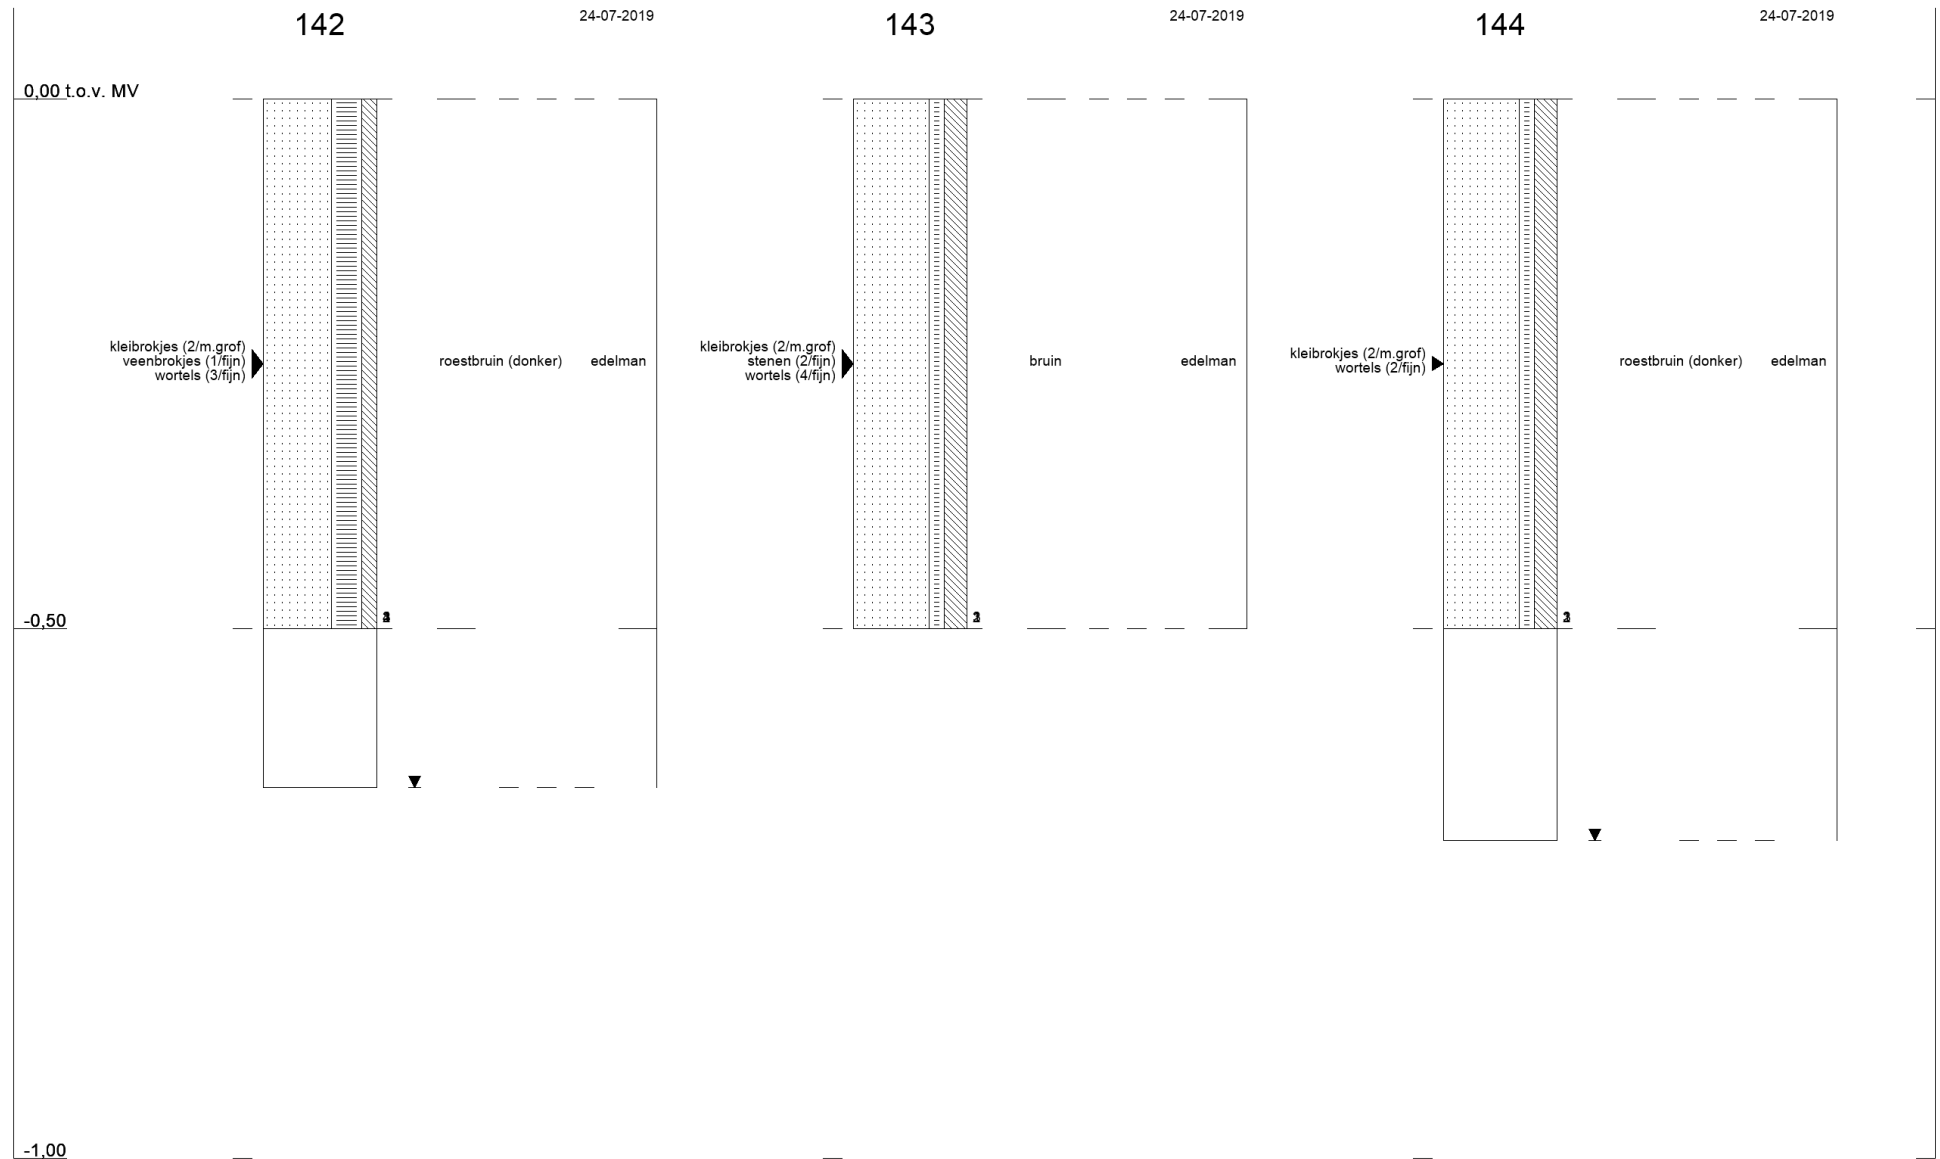 142
24-07-2019
143
24-07-2019
144
24-07-2019
0,00 t.o.v. MV
kleibrokjes (2/m.grof)
veenbrokjes (1/fijn)
wortels (3/fijn)
roestbruin (donker)
edelman
kleibrokjes (2/m.grof)
stenen (2/fijn)
wortels (4/fijn)
bruin
edelman
kleibrokjes (2/m.grof)
wortels (2/fijn)
roestbruin (donker)
edelman
-0,50
-1,00